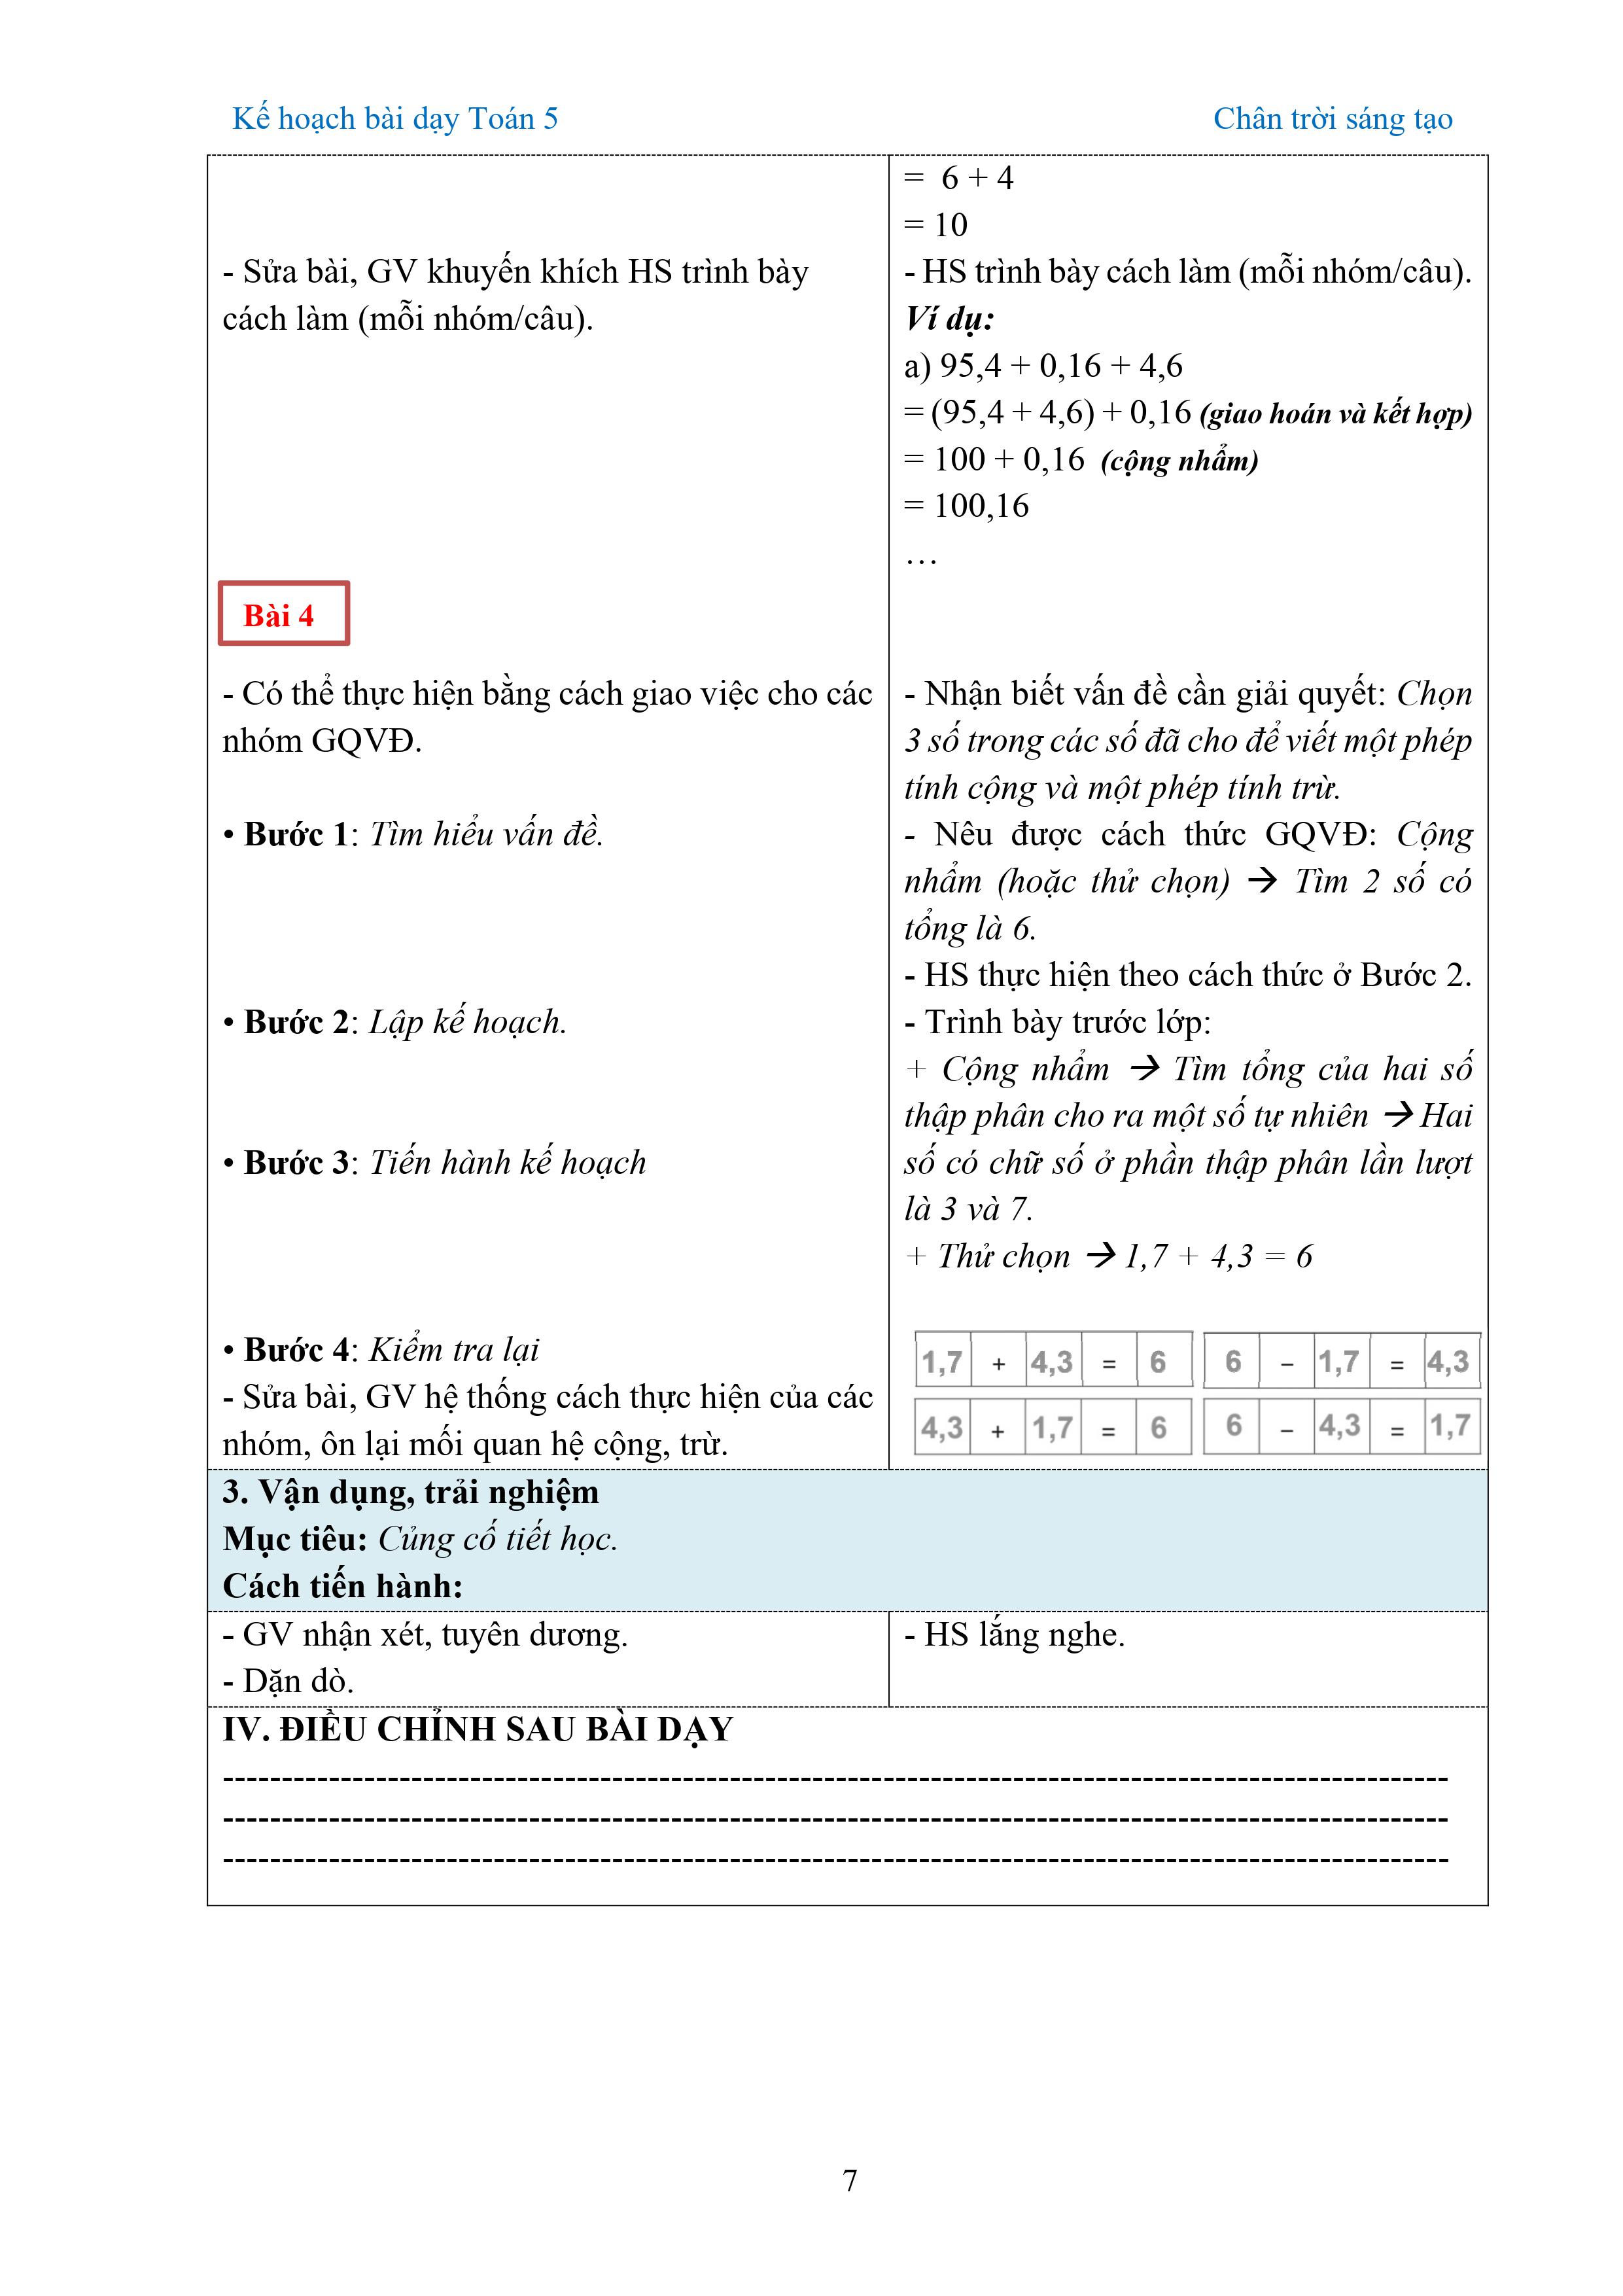 Kế hoạch bài dạy Toán 5
Chân trời sáng tạo
= 6 + 4
= 10
- Sửa bài, GV khuyến khích HS trình bày
cách làm (mỗi nhóm/câu).
- HS trình bày cách làm (mỗi nhóm/câu).
Ví dụ:
a) 95,4 + 0,16 + 4,6
= (95,4 + 4,6) + 0,16 (giao hoán và kết hợp)
= 100 + 0,16 (cộng nhẩm)
= 100,16
…
Bài 4
- Có thể thực hiện bằng cách giao việc cho các
nhóm GQVĐ.
• Bước 1: Tìm hiểu vấn đề.
• Bước 2: Lập kế hoạch.
• Bước 3: Tiến hành kế hoạch
• Bước 4: Kiểm tra lại
- Sửa bài, GV hệ thống cách thực hiện của các
nhóm, ôn lại mối quan hệ cộng, trừ.
- Nhận biết vấn đề cần giải quyết: Chọn
3 số trong các số đã cho để viết một phép
tính cộng và một phép tính trừ.
- Nêu được cách thức GQVĐ: Cộng
nhẩm (hoặc thử chọn) → Tìm 2 số có
tổng là 6.
- HS thực hiện theo cách thức ở Bước 2.
- Trình bày trước lớp:
+ Cộng nhẩm → Tìm tổng của hai số
thập phân cho ra một số tự nhiên → Hai
số có chữ số ở phần thập phân lần lượt
là 3 và 7.
+ Thử chọn → 1,7 + 4,3 = 6
1,7 + 4,3 = 6
6 – 1,7 = 4,3
4,3 + 1,7 = 6
6 – 4,3 = 1,7
3. Vận dụng, trải nghiệm
Mục tiêu: Củng cố tiết học.
Cách tiến hành:
- GV nhận xét, tuyên dương.
- Dặn dò.
- HS lắng nghe.
IV. ĐIỀU CHỈNH SAU BÀI DẠY
7